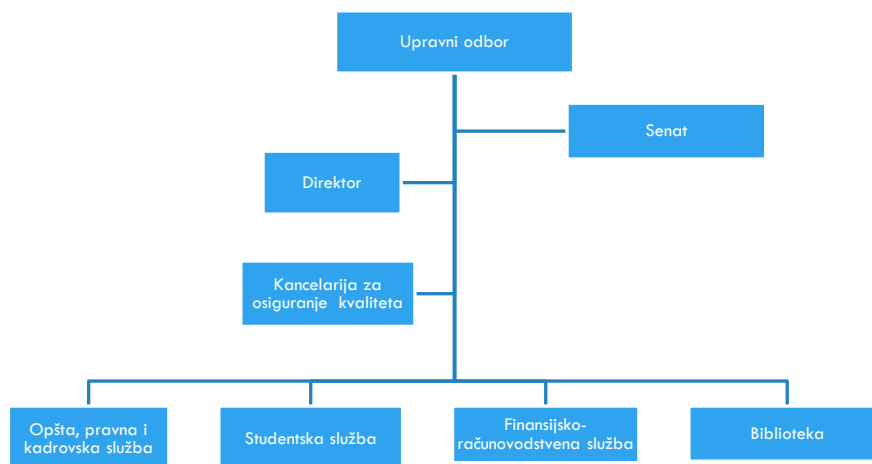 Upravni odbor
Senat
Direktor
Kancelarija za
osiguranje kvaliteta
Opšta, pravna i
kadrovska služba
Studentska služba
Finansijsko-
računovodstvena služba
Biblioteka